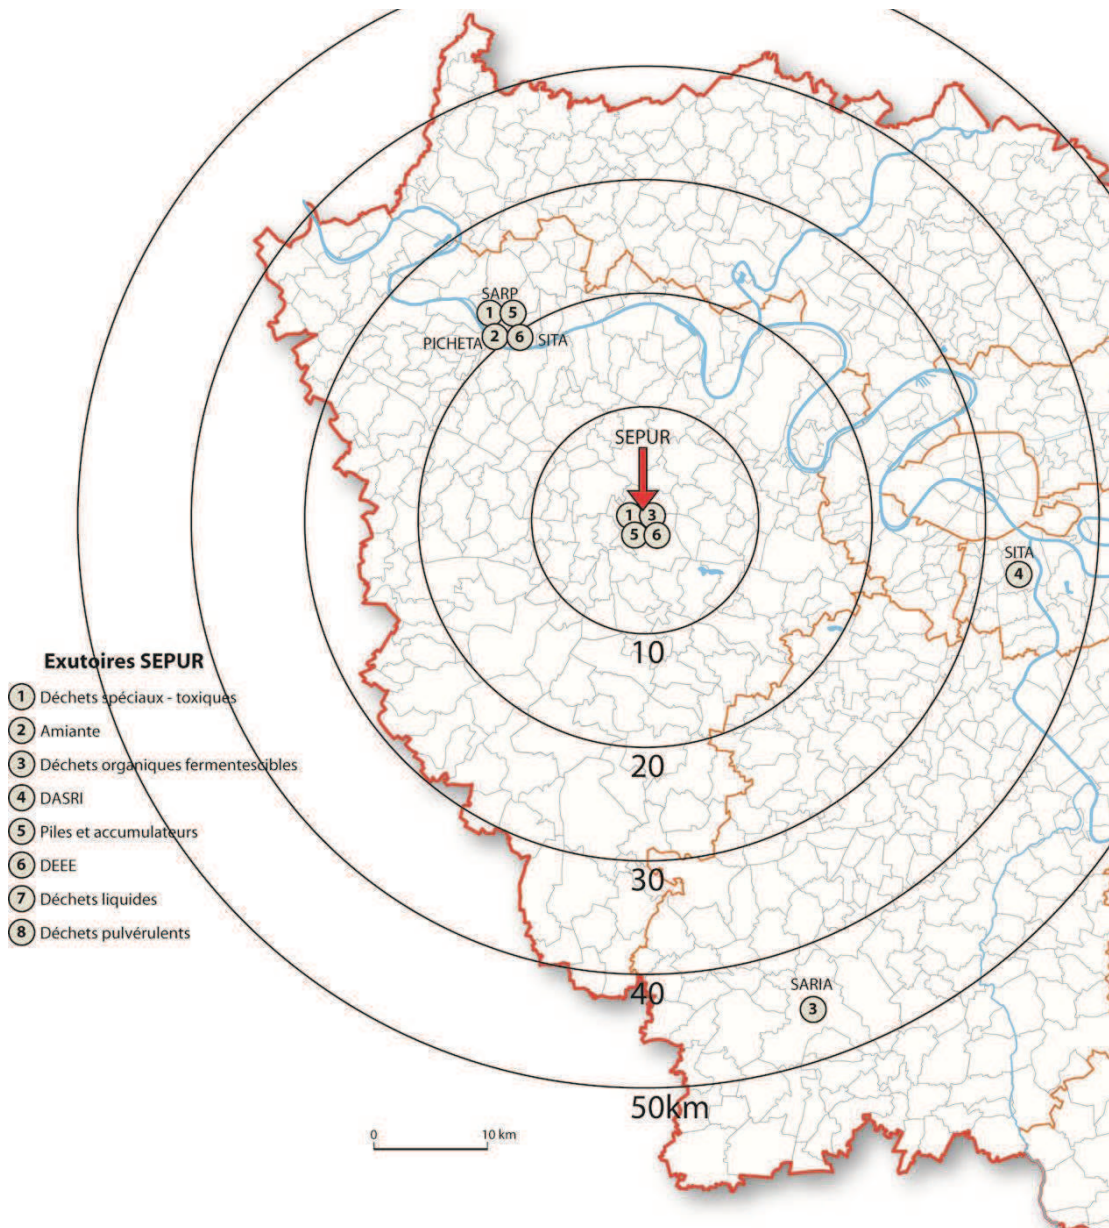 SARP
1 5
PICHETA 2 6 SITA
SEPUR
1 3
5 6
SITA
4
10
Exutoires SEPUR
1 Déchets spéciaux - toxiques
2 Amiante
3 Déchets organiques fermentescibles
4 DASRI
5 Piles et accumulateurs
6 DEEE
7 Déchets liquides
8 Déchets pulvérulents
20
30
40
SARIA
3
50km
0 10 km